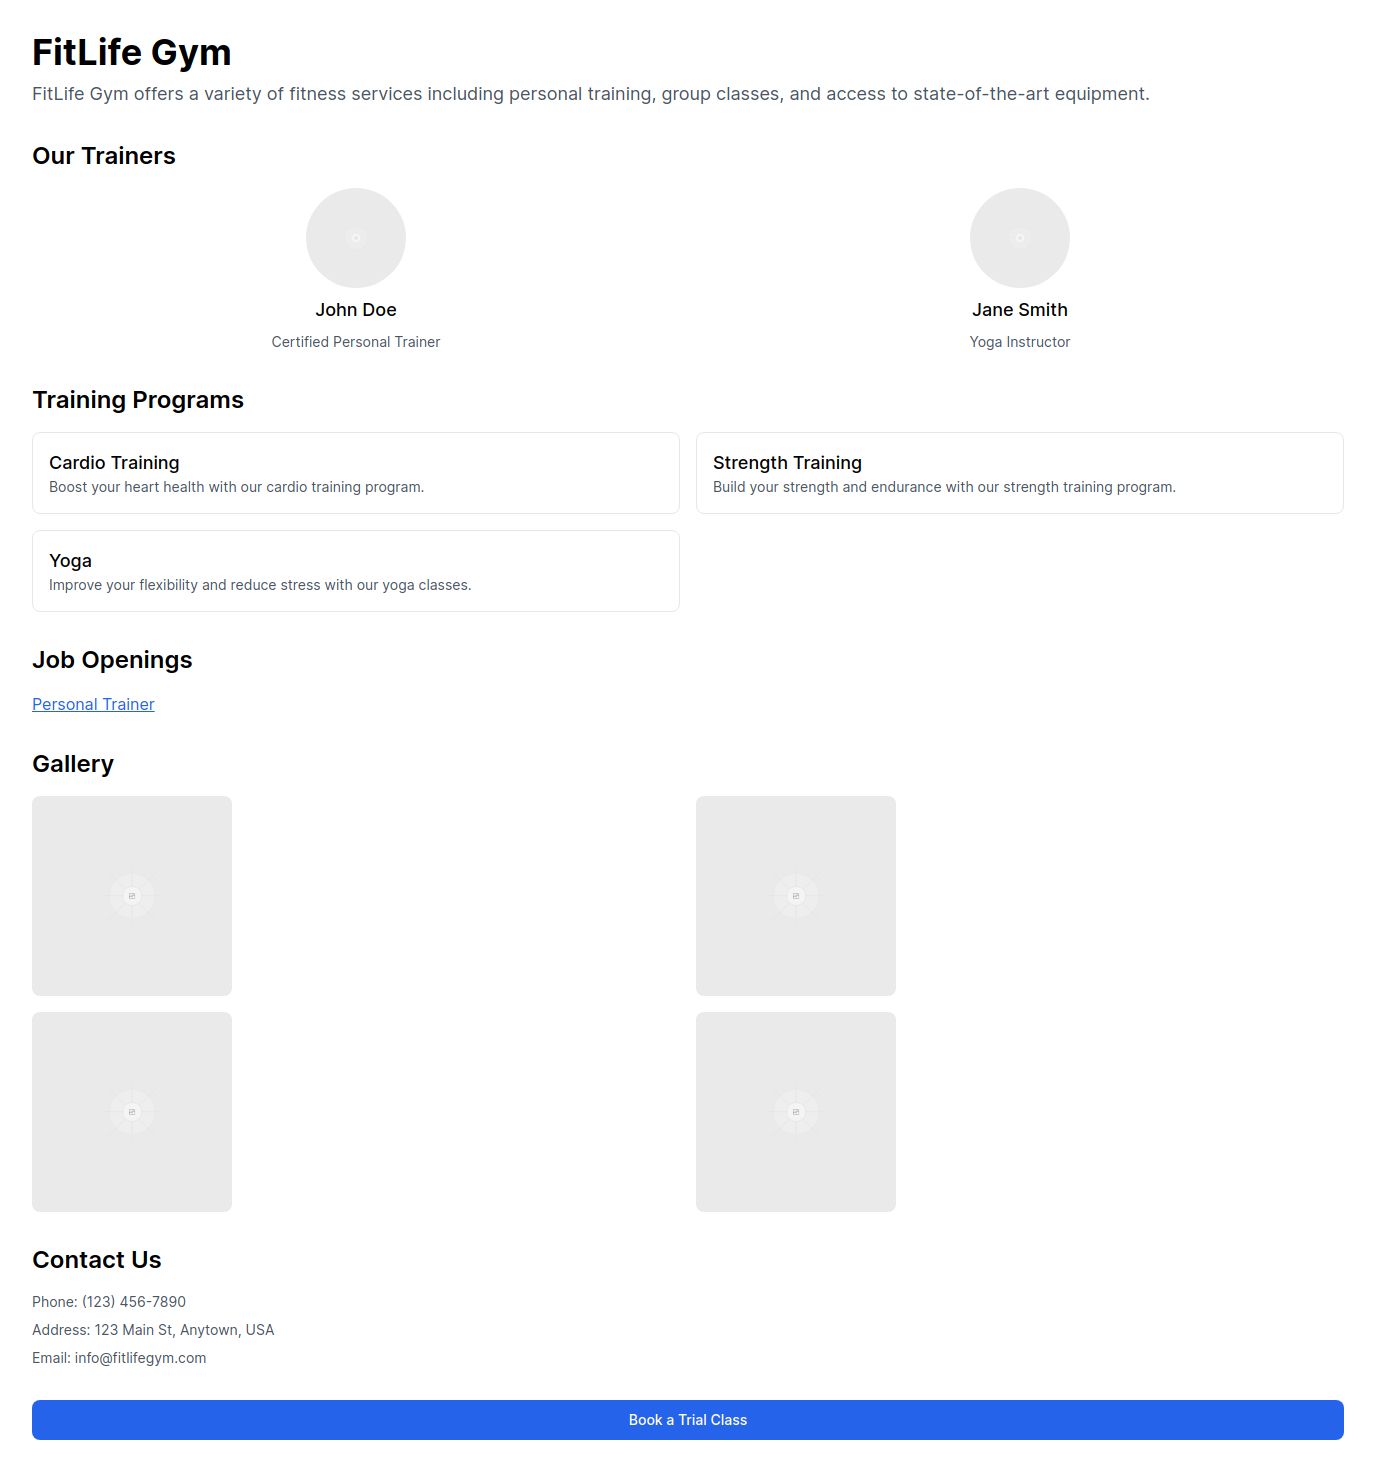 FitLife Gym
FitLife Gym offers a variety of fitness services including personal training, group classes, and access to state-of-the-art equipment.
Our Trainers
John Doe
Certified Personal Trainer
Jane Smith
Yoga Instructor
Training Programs
Cardio Training
Boost your heart health with our cardio training program.
Strength Training
Build your strength and endurance with our strength training program.
Yoga
Improve your flexibility and reduce stress with our yoga classes.
Job Openings
Personal Trainer
Gallery
Contact Us
Phone: (123) 456-7890
Address: 123 Main St, Anytown, USA
Email: info@fitlifegym.com
Book a Trial Class